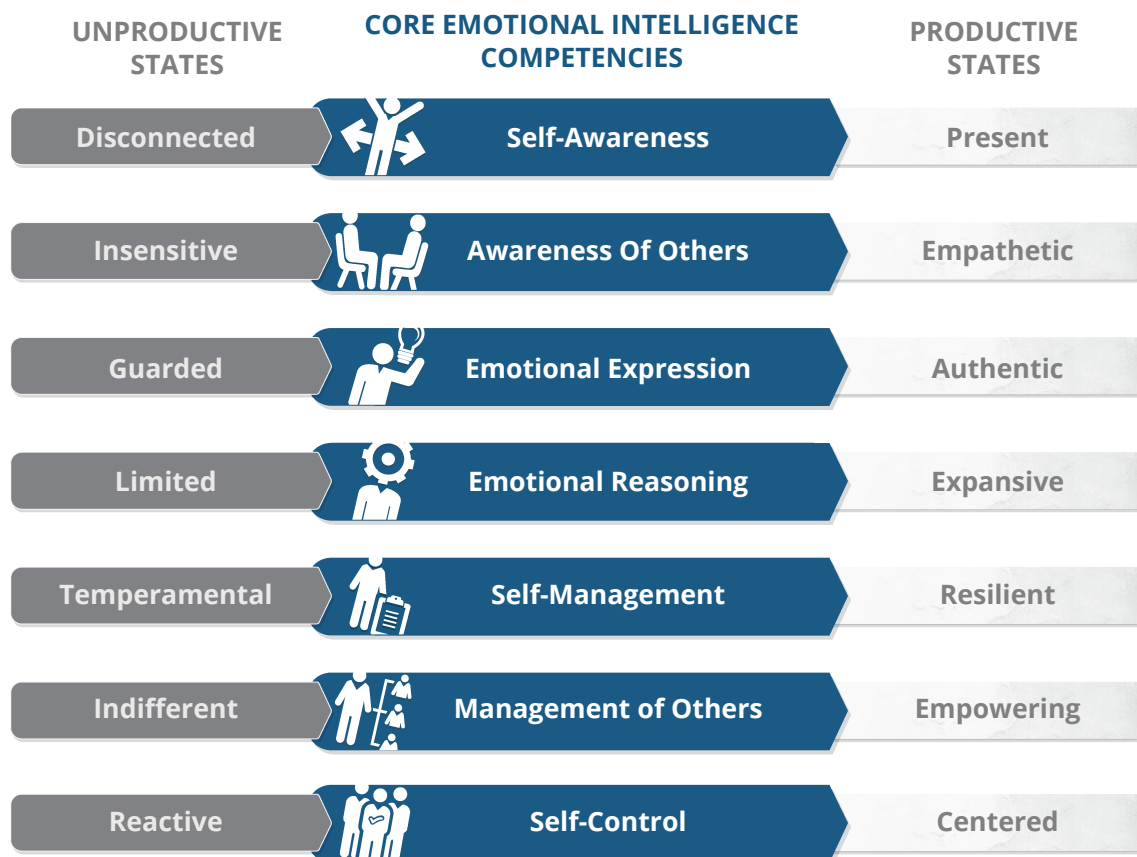 UNPRODUCTIVE
STATES
CORE EMOTIONAL INTELLIGENCE
COMPETENCIES
PRODUCTIVE
STATES
Disconnected
Self-Awareness
Present
Insensitive
Awareness Of Others
Empathetic
Guarded
Emotional Expression
Authentic
Limited
Emotional Reasoning
Expansive
Temperamental
Self-Management
Resilient
Indifferent
Management of Others
Empowering
Reactive
Self-Control
Centered